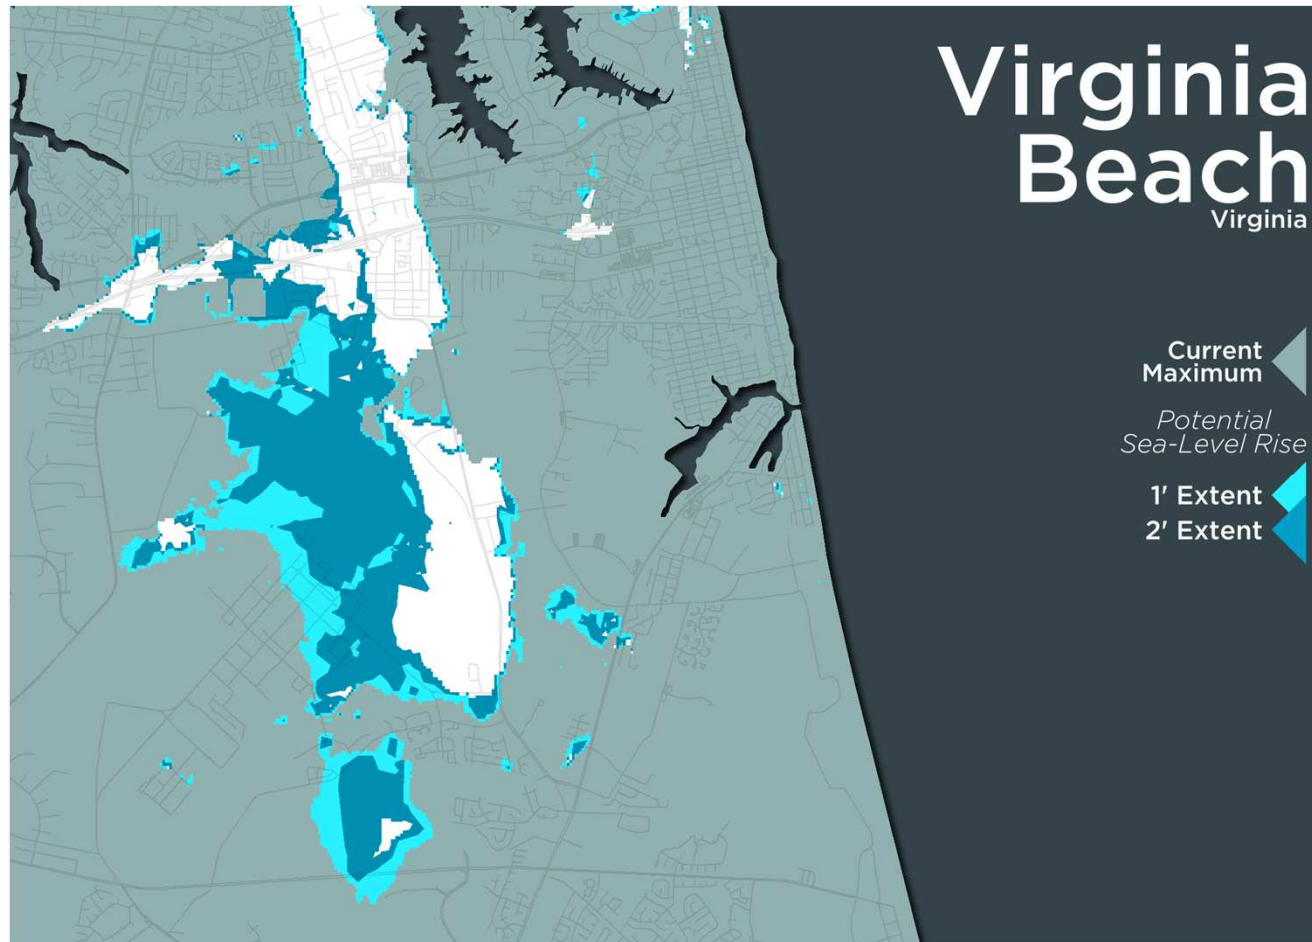 Virginia
Beach
Virginia
Current
Maximum
Potential
Sea-Level Rise
1' Extent
2' Extent